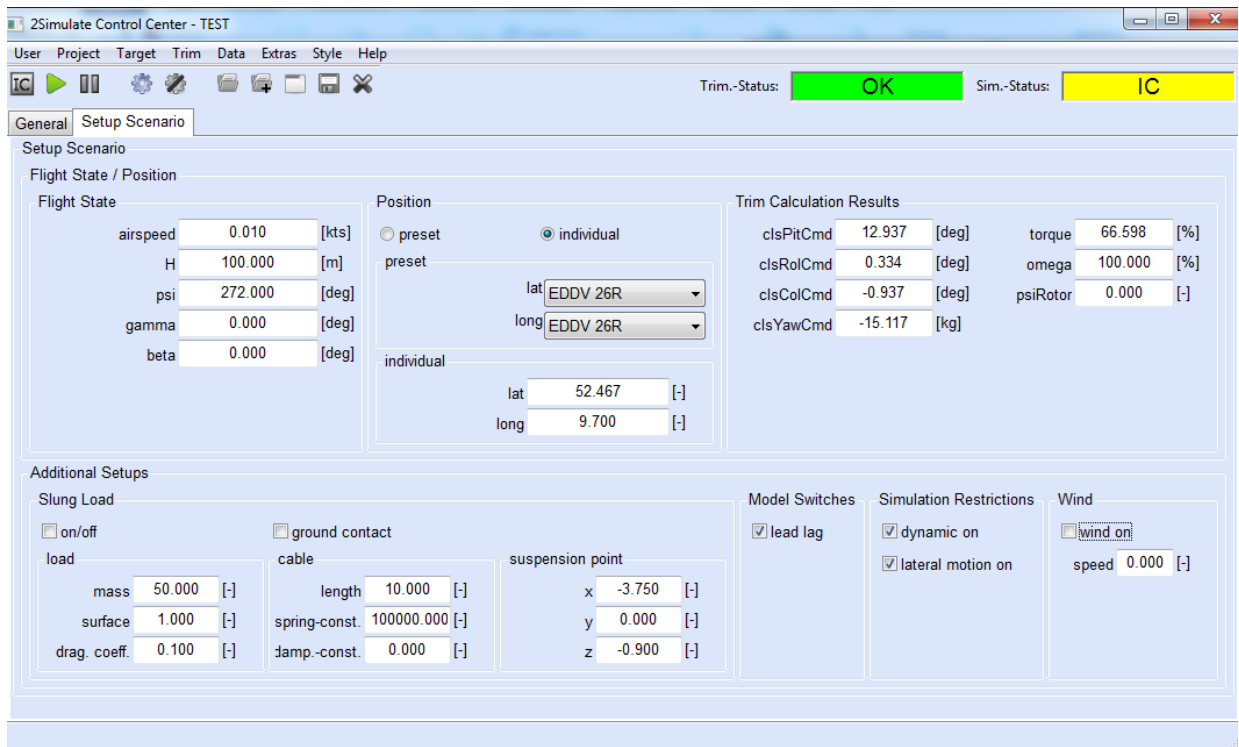 2Simulate Control Center - TEST
User Project Target Trim Data Extras Style Help
IC Trim.-Status: OK Sim.-Status: IC
General Setup Scenario
Setup Scenario
Flight State / Position
Flight State Position Trim Calculation Results
airspeed 0.010 [kts] preset individual clsPitCmd 12.937 [deg] torque 66.598 [%]
H 100.000 [m] preset clsRolCmd 0.334 [deg] omega 100.000 [%]
psi 272.000 [deg] lat EDDV 26R clsColCmd -0.937 [deg] psiRotor 0.000 [-]
gamma 0.000 [deg] long EDDV 26R clsYawCmd -15.117 [kg]
beta 0.000 [deg] individual
lat 52.467 [-]
long 9.700 [-]
Additional Setups
Slung Load Model Switches Simulation Restrictions Wind
on/off ground contact lead lag dynamic on wind on
load cable suspension point lateral motion on speed 0.000 [-]
mass 50.000 [-] length 10.000 [-] x -3.750 [-]
surface 1.000 [-] spring-const. 100000.000 [-] y 0.000 [-]
drag. coeff. 0.100 [-] damp.-const. 0.000 [-] z -0.900 [-]